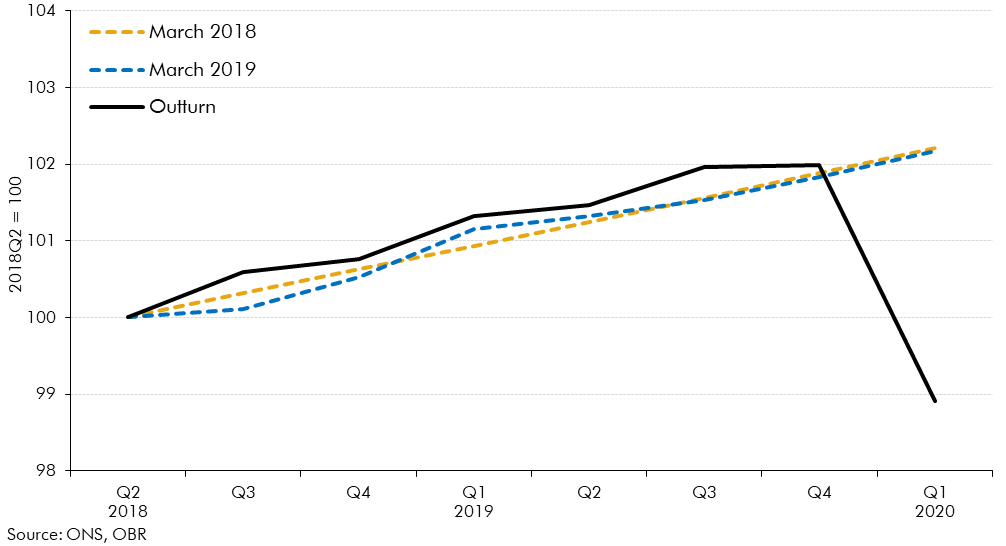 104
103
102
101
100
99
98
2018Q2 = 100
March 2018
March 2019
Outturn
Q2 Q3 Q4 Q1 Q2 Q3 Q4 Q1
2018 2019 2020
Source: ONS, OBR